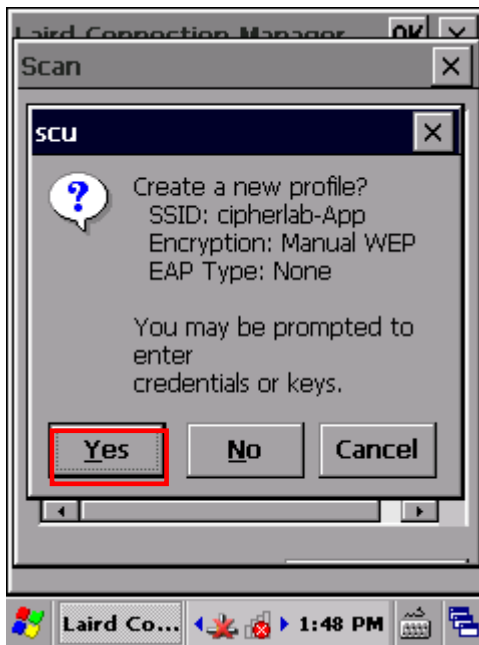 Laird Connection Manager OK
Scan
scu
Create a new profile?
SSID: cipherlab-App
Encryption: Manual WEP
EAP Type: None
You may be prompted to
enter
credentials or keys.
Yes No Cancel
Laird Co... 1:48 PM